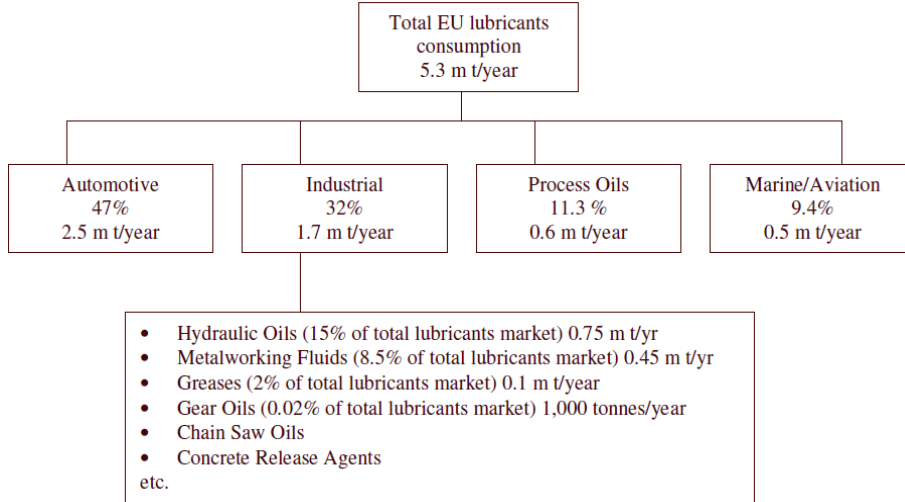 Total EU lubricants
consumption
5.3 m t/year
Automotive
47%
2.5 m t/year
Industrial
32%
1.7 m t/year
Process Oils
11.3 %
0.6 m t/year
Marine/Aviation
9.4%
0.5 m t/year
• Hydraulic Oils (15% of total lubricants market) 0.75 m t/yr
• Metalworking Fluids (8.5% of total lubricants market) 0.45 m t/yr
• Greases (2% of total lubricants market) 0.1 m t/year
• Gear Oils (0.02% of total lubricants market) 1,000 tonnes/year
• Chain Saw Oils
• Concrete Release Agents
etc.